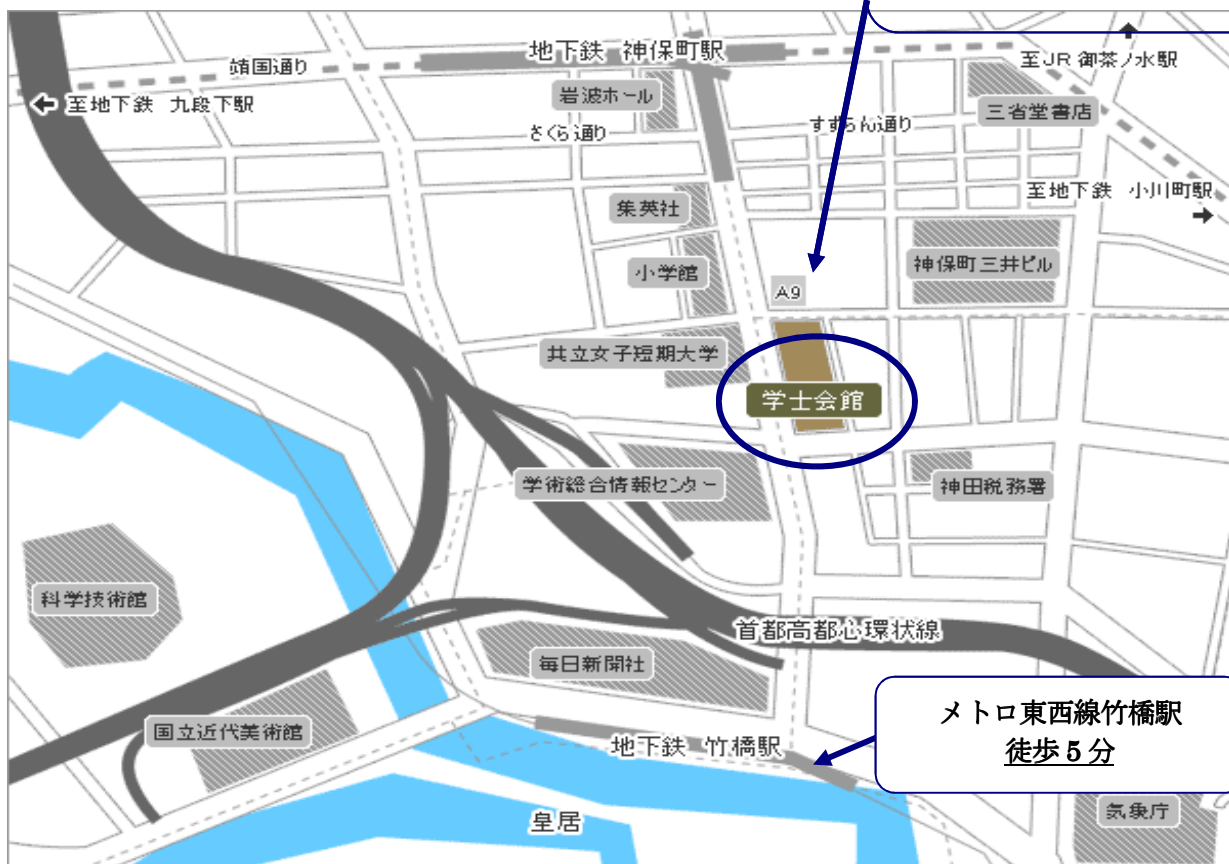 地下鉄 神保町駅
至JR 御茶ノ水駅
靖国通り
岩波ホール
三省堂書店
至地下鉄 九段下駅
さくら通り
すずらん通り
至地下鉄 小川町駅
集英社
小学館
神保町三井ビル
A9
共立女子短期大学
学士会館
学術総合情報センター
神田税務署
科学技術館
首都高都心環状線
毎日新聞社
国立近代美術館
地下鉄 竹橋駅
メトロ東西線竹橋駅
徒歩5分
気象庁
皇居